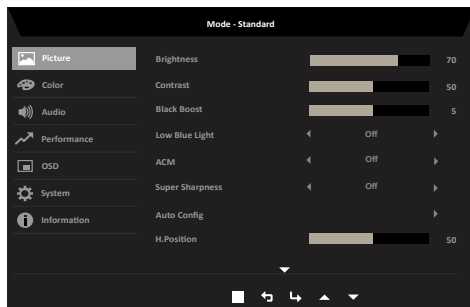 Mode - Standard
Picture
Brightness 70
Color
Contrast 50
Audio
Black Boost 5
Performance
Low Blue Light Off
OSD
ACM Off
System
Super Sharpness Off
Information
Auto Config
H.Position 50